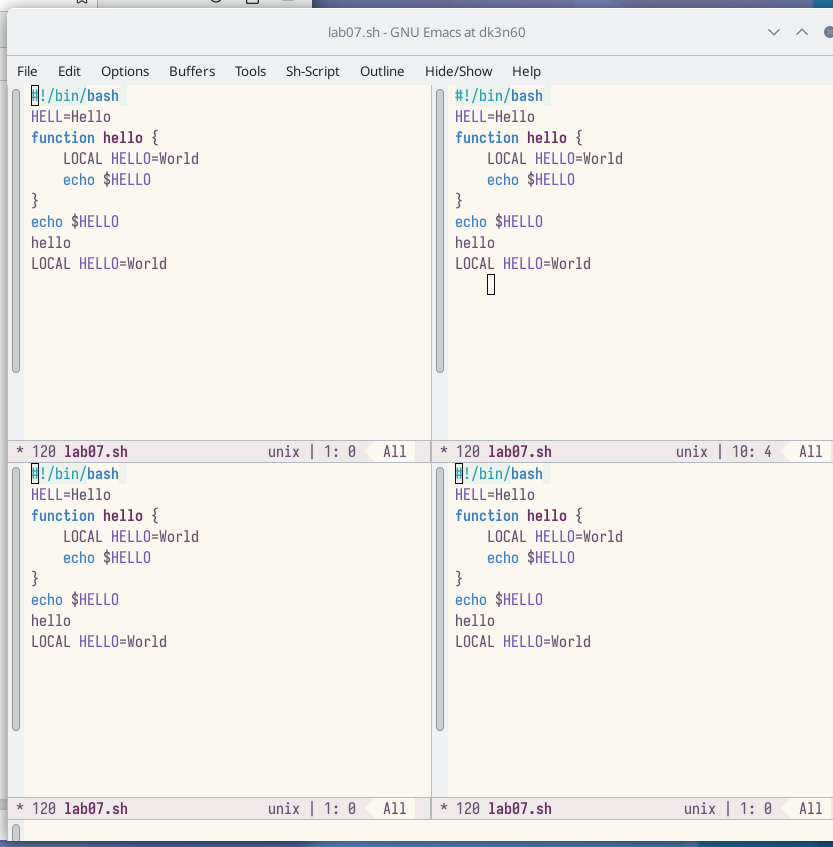 lab07.sh - GNU Emacs at dk3n60
File Edit Options Buffers Tools Sh-Script Outline Hide/Show Help
#!/bin/bash
HELL=Hello
function hello {
    LOCAL HELLO=World
    echo $HELLO
}
echo $HELLO
hello
LOCAL HELLO=World
* 120 lab07.sh unix | 1: 0 All
#!/bin/bash
HELL=Hello
function hello {
    LOCAL HELLO=World
    echo $HELLO
}
echo $HELLO
hello
LOCAL HELLO=World
* 120 lab07.sh unix | 10: 4 All
#!/bin/bash
HELL=Hello
function hello {
    LOCAL HELLO=World
    echo $HELLO
}
echo $HELLO
hello
LOCAL HELLO=World
* 120 lab07.sh unix | 1: 0 All
#!/bin/bash
HELL=Hello
function hello {
    LOCAL HELLO=World
    echo $HELLO
}
echo $HELLO
hello
LOCAL HELLO=World
* 120 lab07.sh unix | 1: 0 All